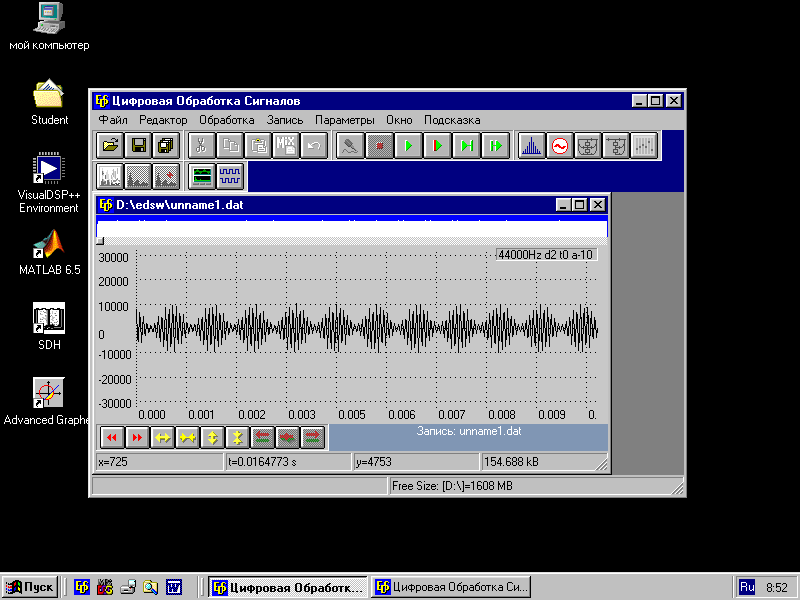 мой компьютер
Student
VisualDSP++
Environment
MATLAB 6.5
SDH
Advanced Graphe
Цифровая Обработка Сигналов
Файл Редактор Обработка Запись Параметры Окно Подсказка
MiX
D:\edsw\unname1.dat
44000Hz d2 t0 a-10
30000
20000
10000
0
-10000
-20000
-30000
0.000 0.001 0.002 0.003 0.005 0.006 0.007 0.008 0.009 0.
Запись: unname1.dat
x=725 t=0.0164773 s y=4753 154.688 kB
Free Size: [D:\]=1608 MB
Пуск Цифровая Обработк... Цифровая Обработка Си... Ru 8:52